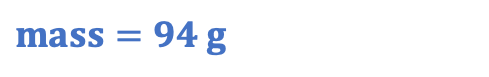 mass = 94 g